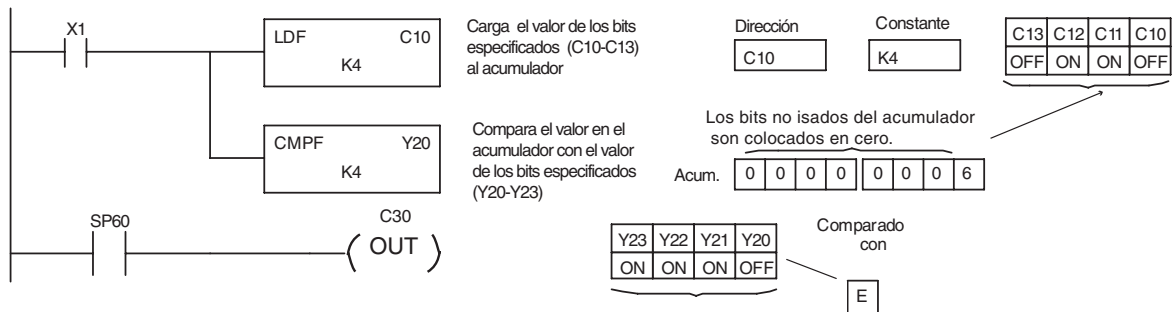 X1
LDF C10
K4
Carga el valor de los bits
especificados (C10-C13)
al acumulador
Dirección
C10
Constante
K4
C13 C12 C11 C10
OFF ON ON OFF
Los bits no isados del acumulador
son colocados en cero.
CMPF Y20
K4
Compara el valor en el
acumulador con el valor
de los bits especificados
(Y20-Y23)
Acum. 0 0 0 0 0 0 0 6
SP60
C30
OUT
Y23 Y22 Y21 Y20
ON ON ON OFF
Comparado
con
E